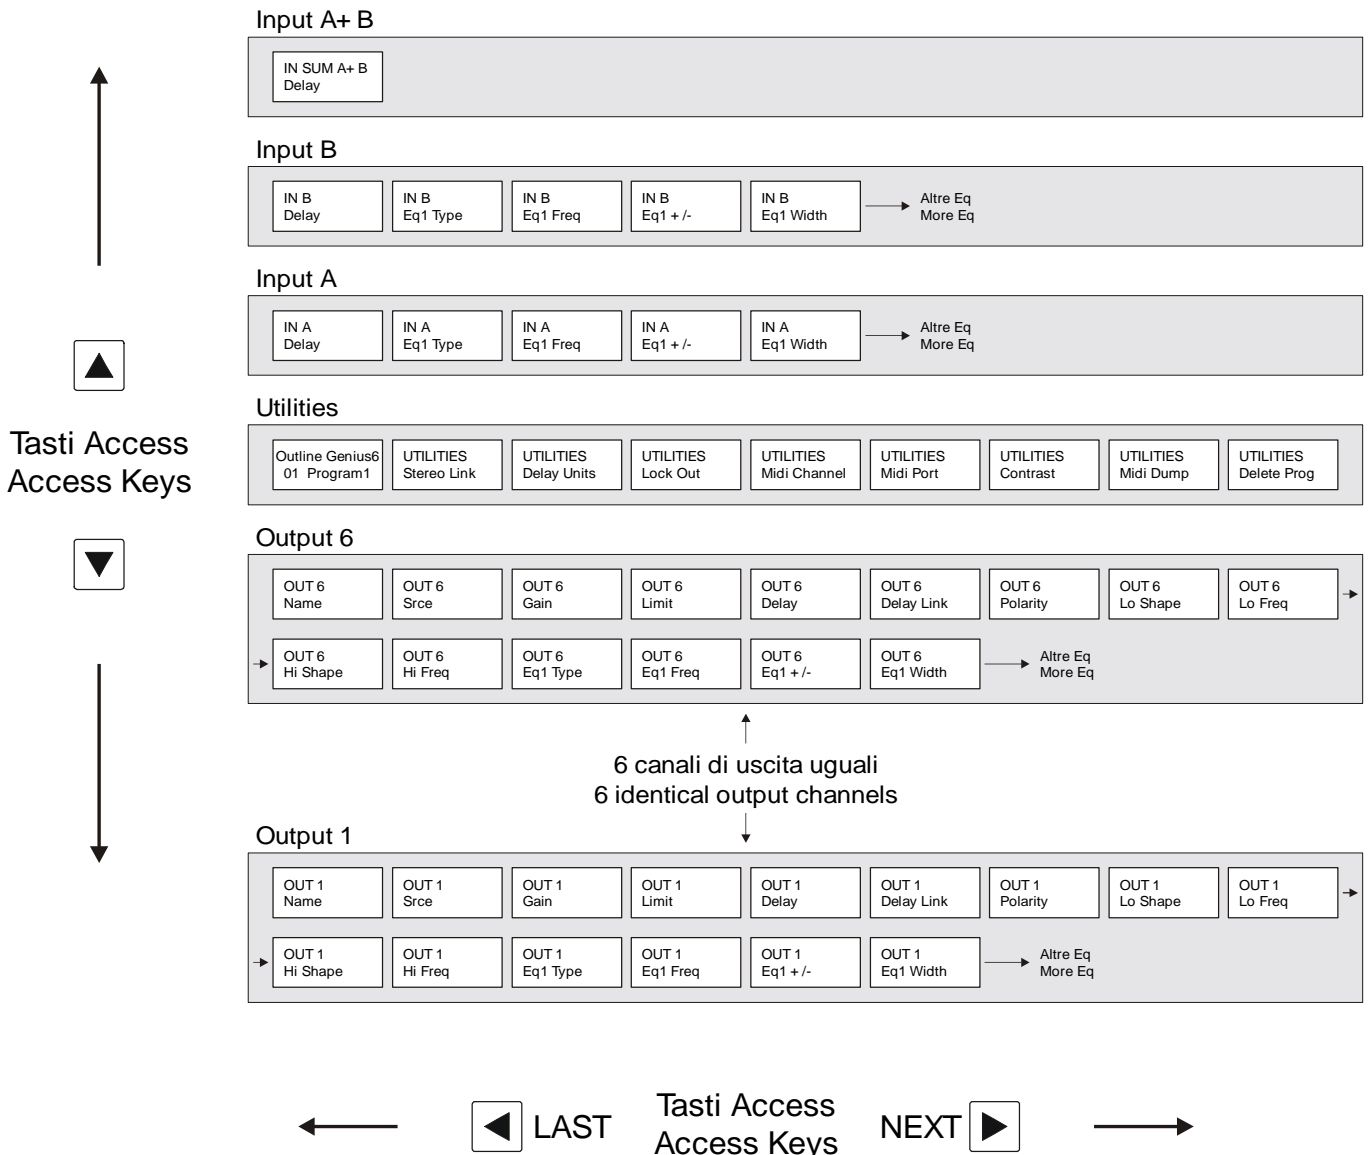 Input A+ B
IN SUM A+ B
Delay
Input B
IN B
Delay
IN B
Eq1 Type
IN B
Eq1 Freq
IN B
Eq1 + /-
IN B
Eq1 Width
Altre Eq
More Eq
Input A
IN A
Delay
IN A
Eq1 Type
IN A
Eq1 Freq
IN A
Eq1 + /-
IN A
Eq1 Width
Altre Eq
More Eq
Tasti Access
Access Keys
Utilities
Outline Genius6
01 Program1
UTILITIES
Stereo Link
UTILITIES
Delay Units
UTILITIES
Lock Out
UTILITIES
Midi Channel
UTILITIES
Midi Port
UTILITIES
Contrast
UTILITIES
Midi Dump
UTILITIES
Delete Prog
Output 6
OUT 6
Name
OUT 6
Srce
OUT 6
Gain
OUT 6
Limit
OUT 6
Delay
OUT 6
Delay Link
OUT 6
Polarity
OUT 6
Lo Shape
OUT 6
Lo Freq
OUT 6
Hi Shape
OUT 6
Hi Freq
OUT 6
Eq1 Type
OUT 6
Eq1 Freq
OUT 6
Eq1 + /-
OUT 6
Eq1 Width
Altre Eq
More Eq
6 canali di uscita uguali
6 identical output channels
Output 1
OUT 1
Name
OUT 1
Srce
OUT 1
Gain
OUT 1
Limit
OUT 1
Delay
OUT 1
Delay Link
OUT 1
Polarity
OUT 1
Lo Shape
OUT 1
Lo Freq
OUT 1
Hi Shape
OUT 1
Hi Freq
OUT 1
Eq1 Type
OUT 1
Eq1 Freq
OUT 1
Eq1 + /-
OUT 1
Eq1 Width
Altre Eq
More Eq
LAST
Tasti Access
Access Keys
NEXT